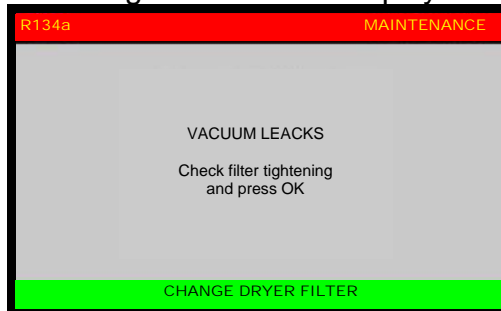 R134a MAINTENANCE
VACUUM LEACKS
Check filter tightening
and press OK
CHANGE DRYER FILTER